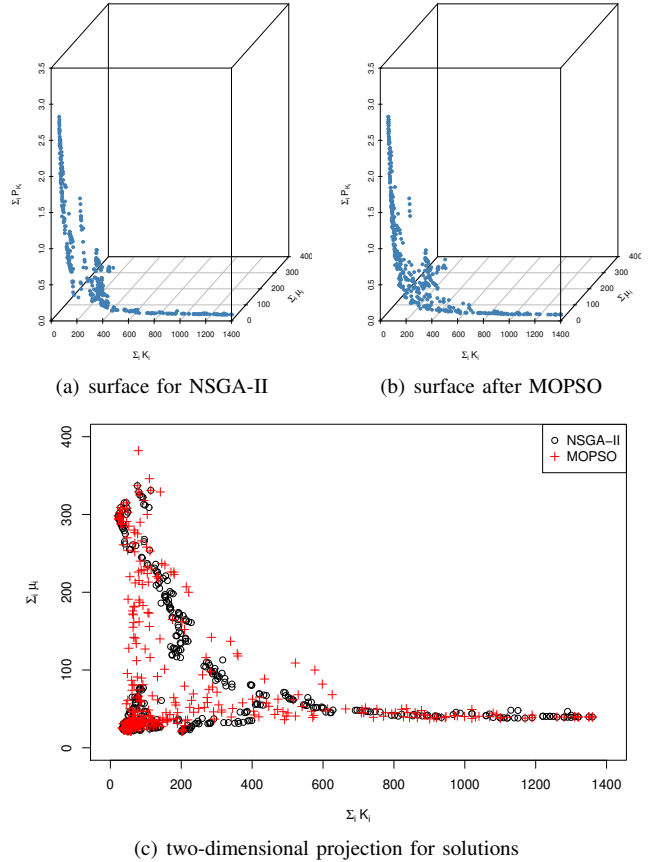 3.5
3.0
2.5
2.0
1.5
1.0
0.5
0.0
Σi PKi
0 200 400 600 800 1000 1200 1400
Σi Ki
0
100
200
300
400
Σi μi
(a) surface for NSGA-II
3.5
3.0
2.5
2.0
1.5
1.0
0.5
0.0
Σi PKi
0 200 400 600 800 1000 1200 1400
Σi Ki
0
100
200
300
400
Σi μi
(b) surface after MOPSO
400
300
200
100
0
Σi μi
NSGA−II
MOPSO
0 200 400 600 800 1000 1200 1400
Σi Ki
(c) two-dimensional projection for solutions